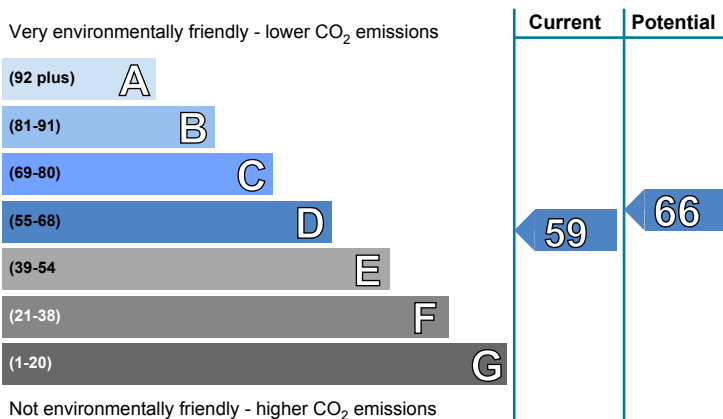 Very environmentally friendly - lower CO2 emissions
Current Potential
(92 plus) A
(81-91) B
(69-80) C
(55-68) D
59 66
(39-54 E
(21-38) F
(1-20) G
Not environmentally friendly - higher CO2 emissions